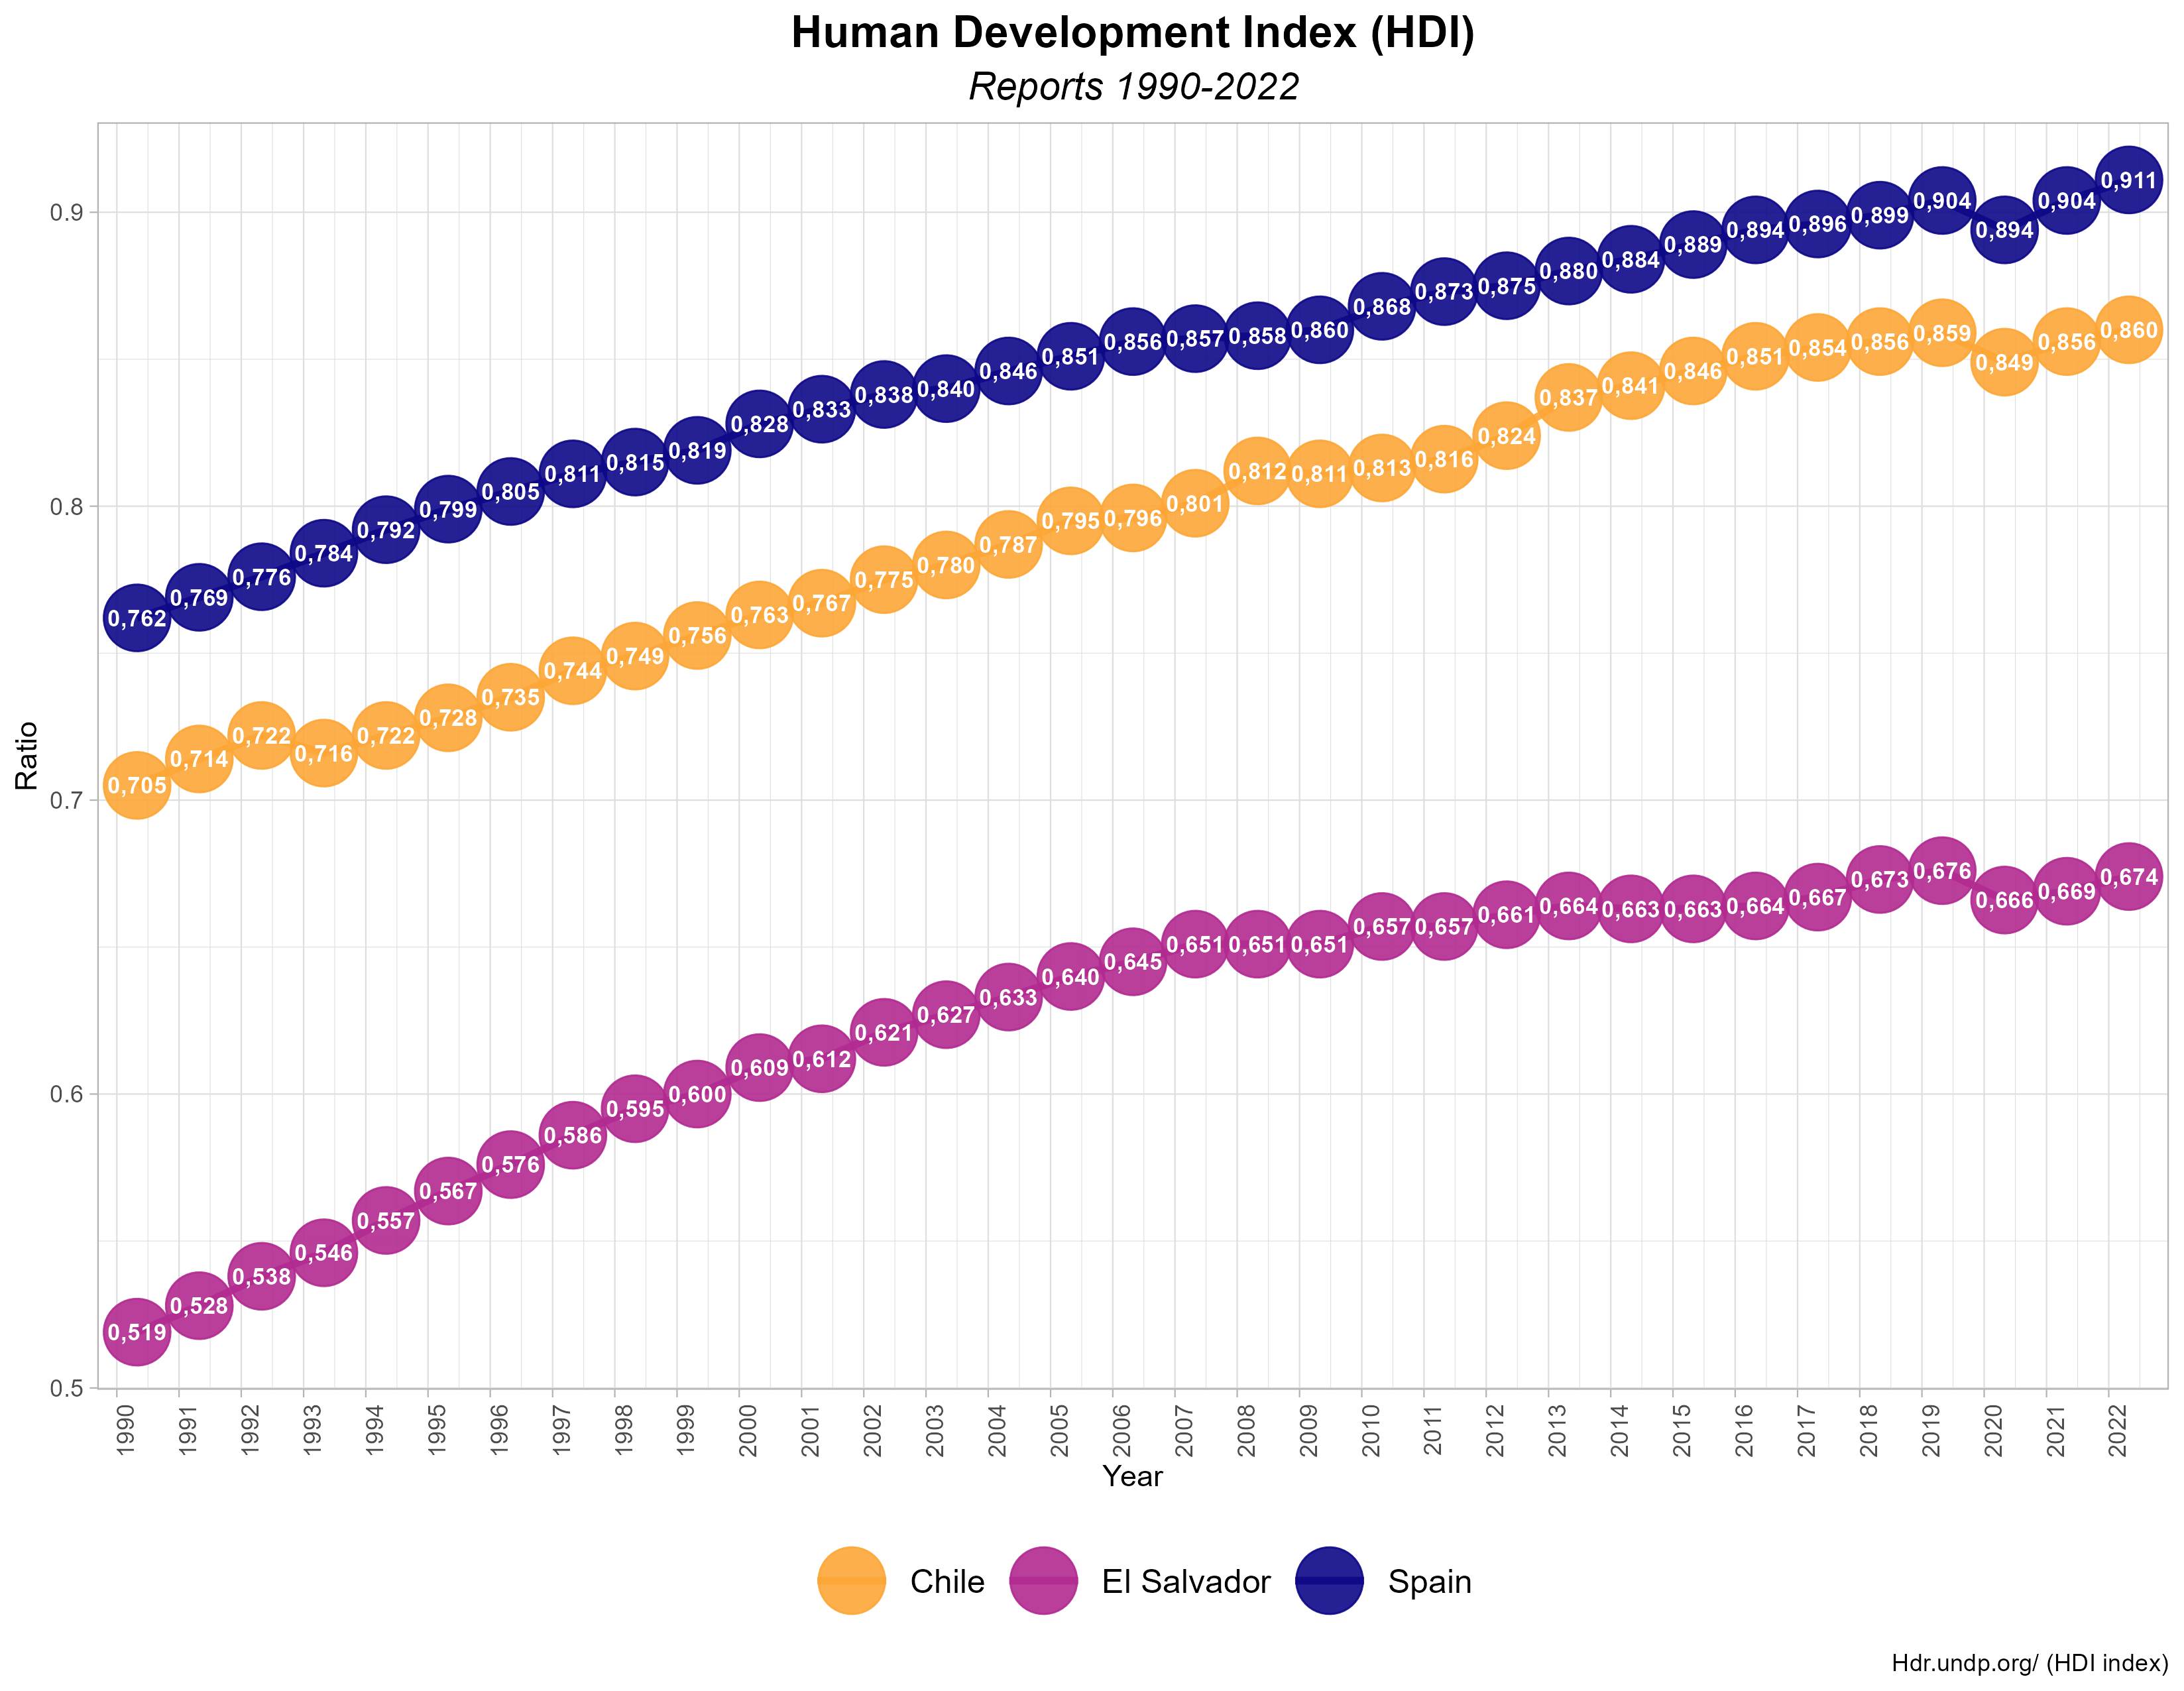 Human Development Index (HDI)
Reports 1990-2022
Ratio
0.9
0.8
0.7
0.6
0.5
0,762 0,769 0,776 0,784 0,792 0,799 0,805 0,811 0,815 0,819 0,828 0,833 0,838 0,840 0,846 0,851 0,856 0,857 0,858 0,860 0,868 0,873 0,875 0,880 0,884 0,889 0,894 0,896 0,899 0,904 0,894 0,904 0,911
0,705 0,714 0,722 0,716 0,722 0,728 0,735 0,744 0,749 0,756 0,763 0,767 0,775 0,780 0,787 0,795 0,796 0,801 0,812 0,811 0,813 0,816 0,824 0,837 0,841 0,846 0,851 0,854 0,856 0,859 0,849 0,856 0,860
0,519 0,528 0,538 0,546 0,557 0,567 0,576 0,586 0,595 0,600 0,609 0,612 0,621 0,627 0,633 0,640 0,645 0,651 0,651 0,651 0,657 0,657 0,661 0,664 0,663 0,663 0,664 0,667 0,673 0,676 0,666 0,669 0,674
1990 1991 1992 1993 1994 1995 1996 1997 1998 1999 2000 2001 2002 2003 2004 2005 2006 2007 2008 2009 2010 2011 2012 2013 2014 2015 2016 2017 2018 2019 2020 2021 2022
Year
Chile El Salvador Spain
Hdr.undp.org/ (HDI index)